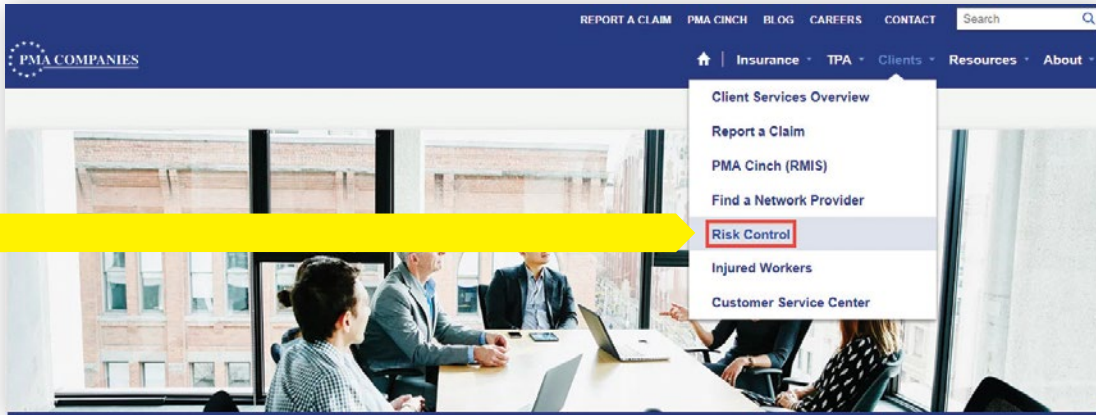 REPORT A CLAIM PMA CINCH BLOG CAREERS CONTACT Search
PMA COMPANIES
Insurance TPA Clients Resources About
Client Services Overview
Report a Claim
PMA Cinch (RMIS)
Find a Network Provider
Risk Control
Injured Workers
Customer Service Center